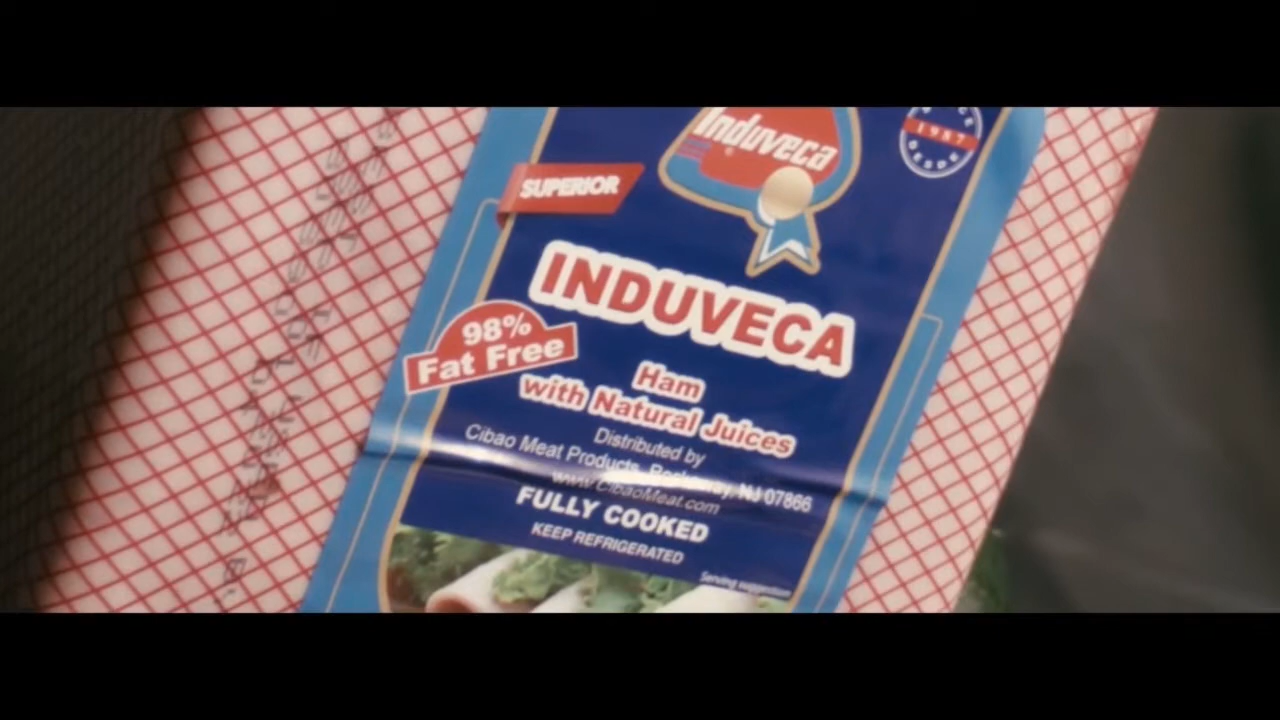 Induveca
1987
DESDE
SUPERIOR
INDUVECA
98%
Fat Free
Ham
with Natural Juices
Distributed by
Cibao Meat Products, NJ 07866
www.CibaoMeat.com
FULLY COOKED
KEEP REFRIGERATED
Serving suggestion